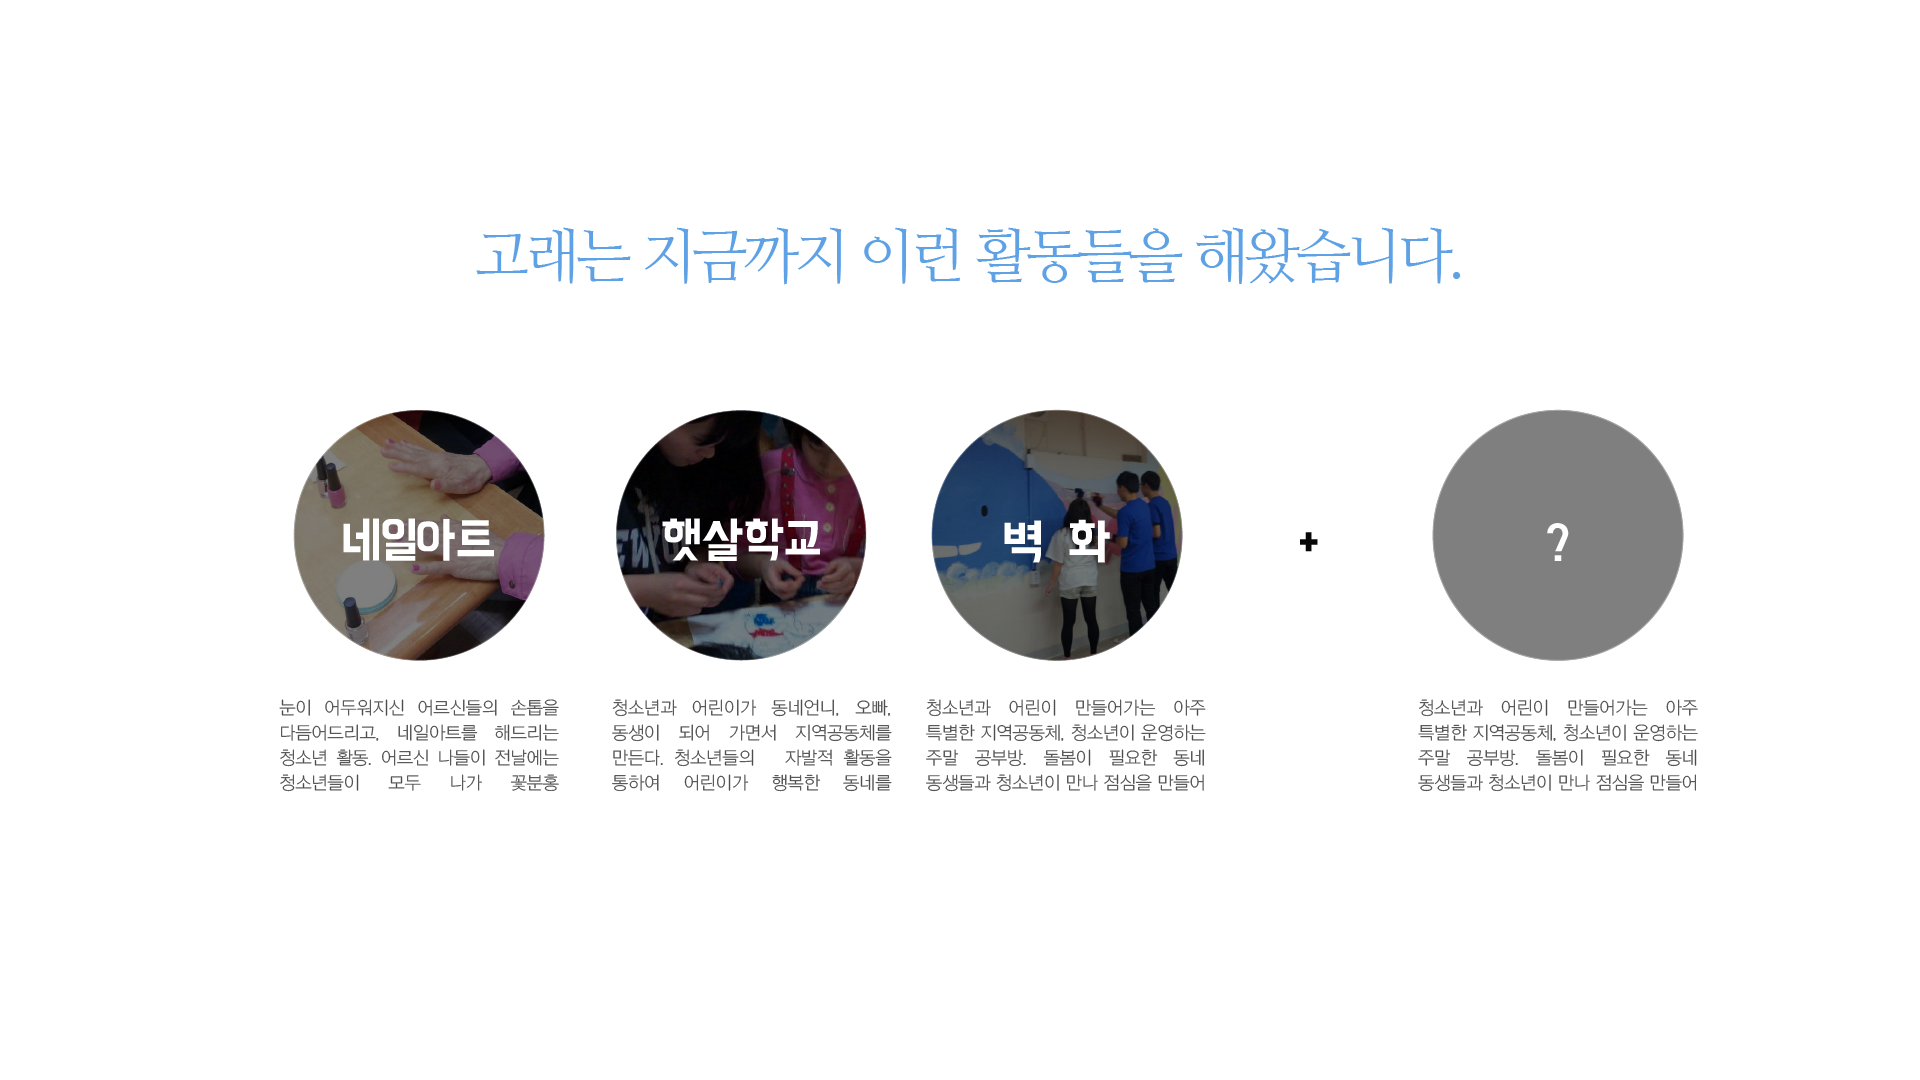 고래는 지금까지 이런 활동들을 해왔습니다.
네일아트
눈이 어두워지신 어르신들의 손톱을
다듬어드리고, 네일아트를 해드리는
청소년 활동. 어르신 나들이 전날에는
청소년들이 모두 나가 꽃분홍
햇살학교
청소년과 어린이가 동네언니, 오빠,
동생이 되어 가면서 지역공동체를
만든다. 청소년들의 자발적 활동을
통하여 어린이가 행복한 동네를
벽 화
청소년과 어린이 만들어가는 아주
특별한 지역공동체, 청소년이 운영하는
주말 공부방. 돌봄이 필요한 동네
동생들과 청소년이 만나 점심을 만들어
+
?
청소년과 어린이 만들어가는 아주
특별한 지역공동체, 청소년이 운영하는
주말 공부방. 돌봄이 필요한 동네
동생들과 청소년이 만나 점심을 만들어